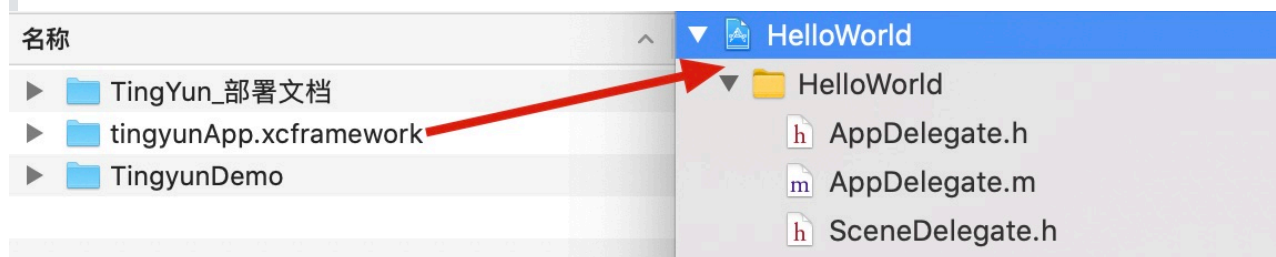 名称
TingYun_部署文档
tingyunApp.xcframework
TingyunDemo
HelloWorld
HelloWorld
h AppDelegate.h
m AppDelegate.m
h SceneDelegate.h